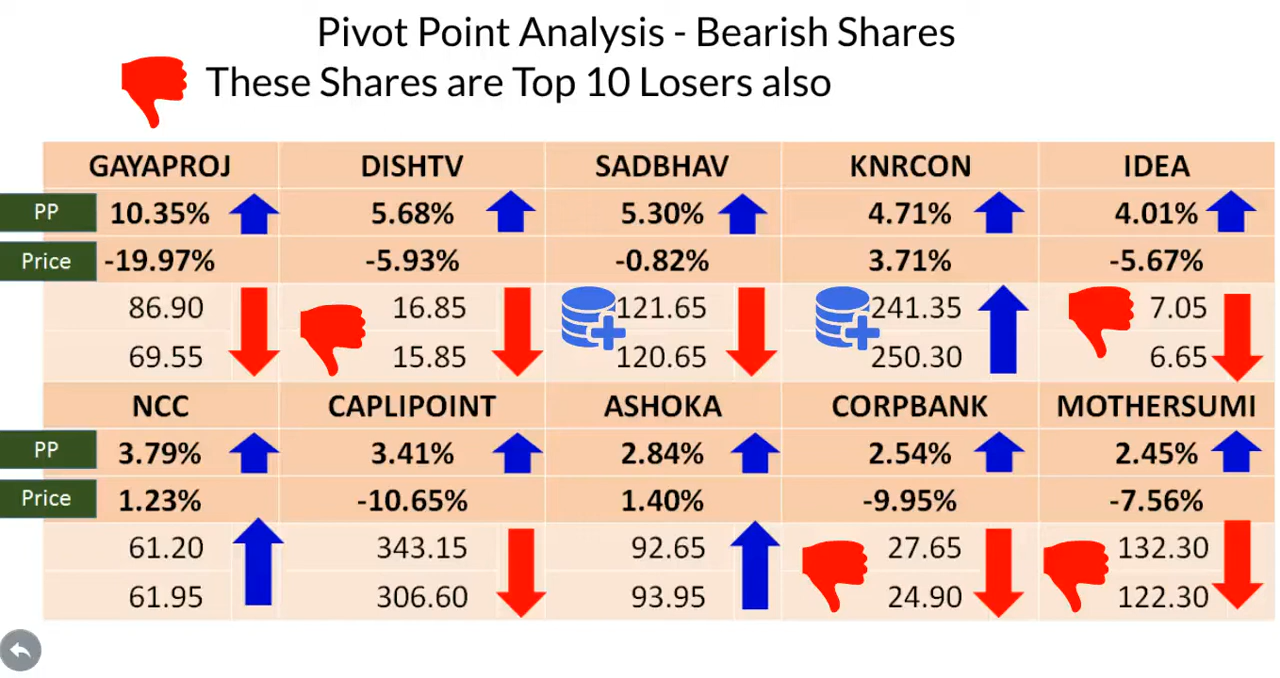 Pivot Point Analysis - Bearish Shares
These Shares are Top 10 Losers also
GAYAPROJ DISHTV SADBHAV KNRCON IDEA
PP 10.35% 5.68% 5.30% 4.71% 4.01%
Price -19.97% -5.93% -0.82% 3.71% -5.67%
86.90 16.85 121.65 241.35 7.05
69.55 15.85 120.65 250.30 6.65
NCC CAPLIPOINT ASHOKA CORPBANK MOTHERSUMI
PP 3.79% 3.41% 2.84% 2.54% 2.45%
Price 1.23% -10.65% 1.40% -9.95% -7.56%
61.20 343.15 92.65 27.65 132.30
61.95 306.60 93.95 24.90 122.30